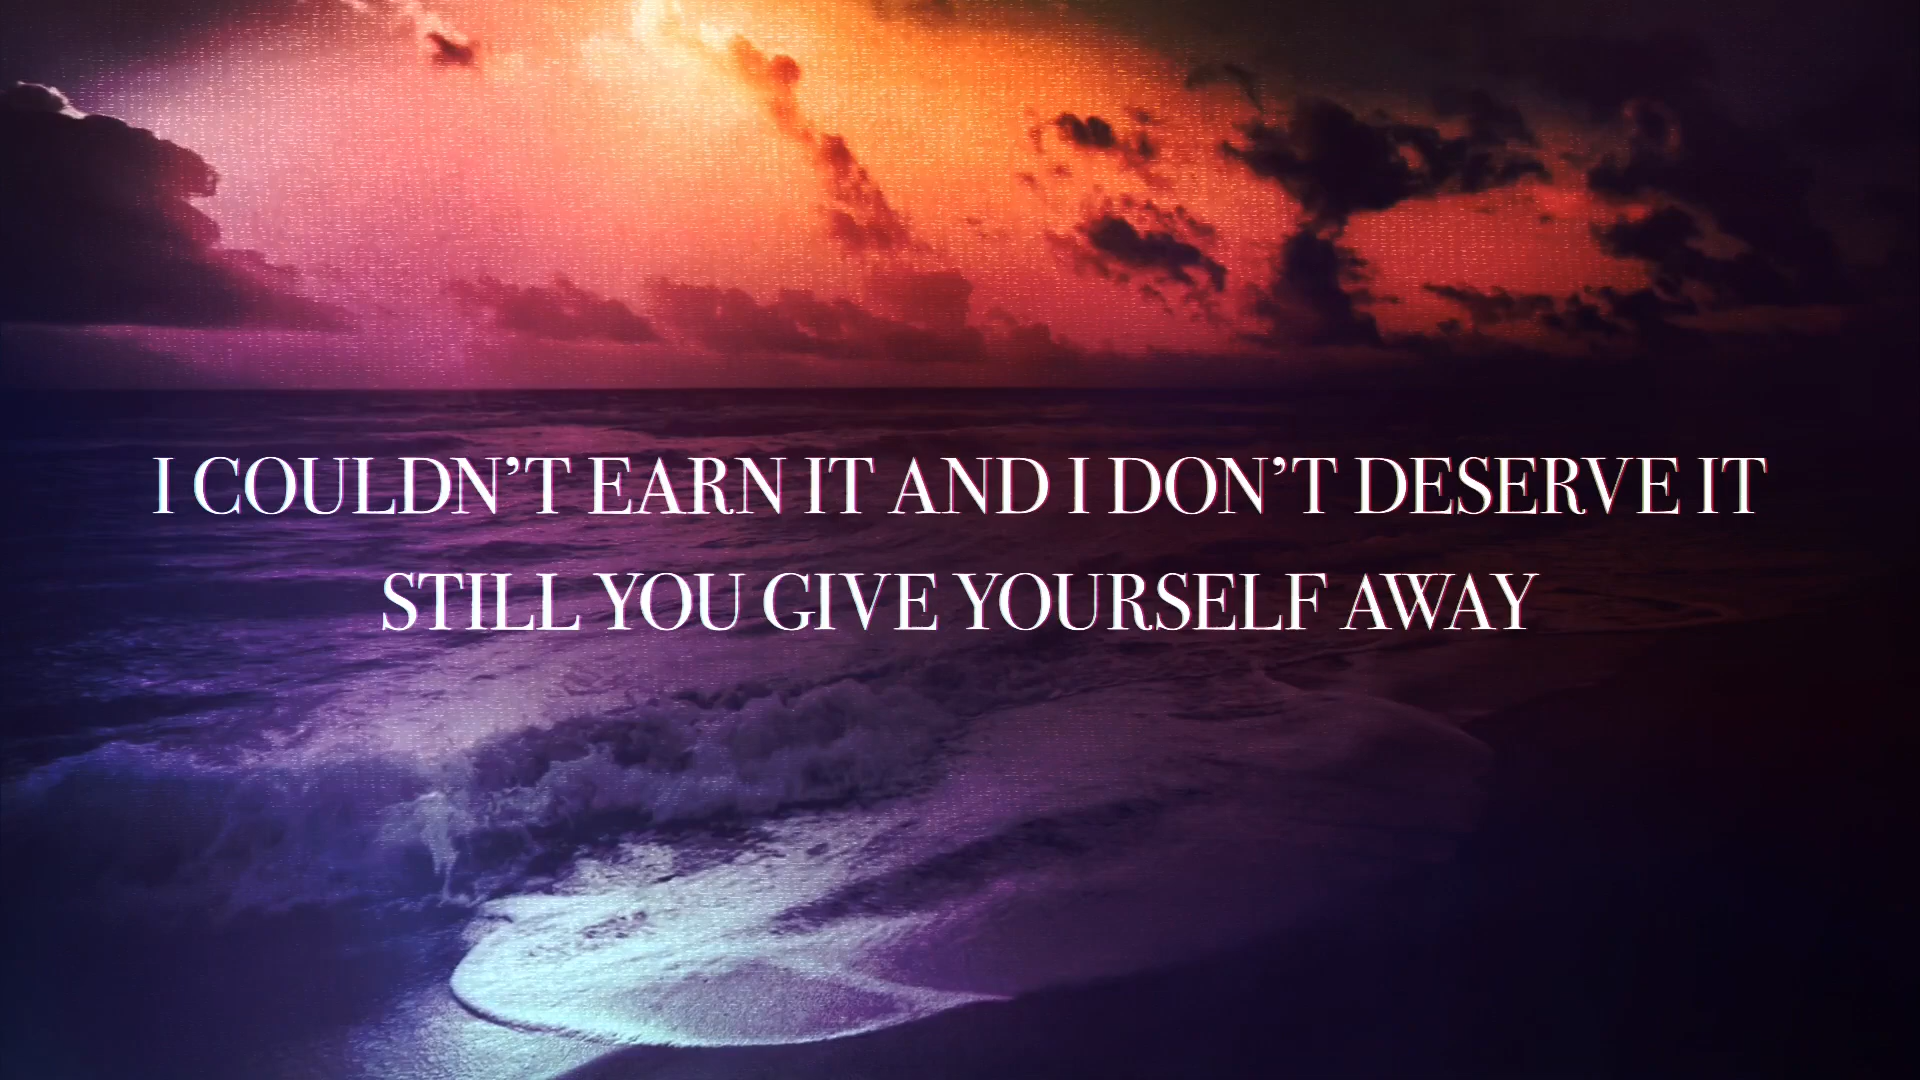 I COULDN’T EARN IT AND I DON’T DESERVE IT
STILL YOU GIVE YOURSELF AWAY